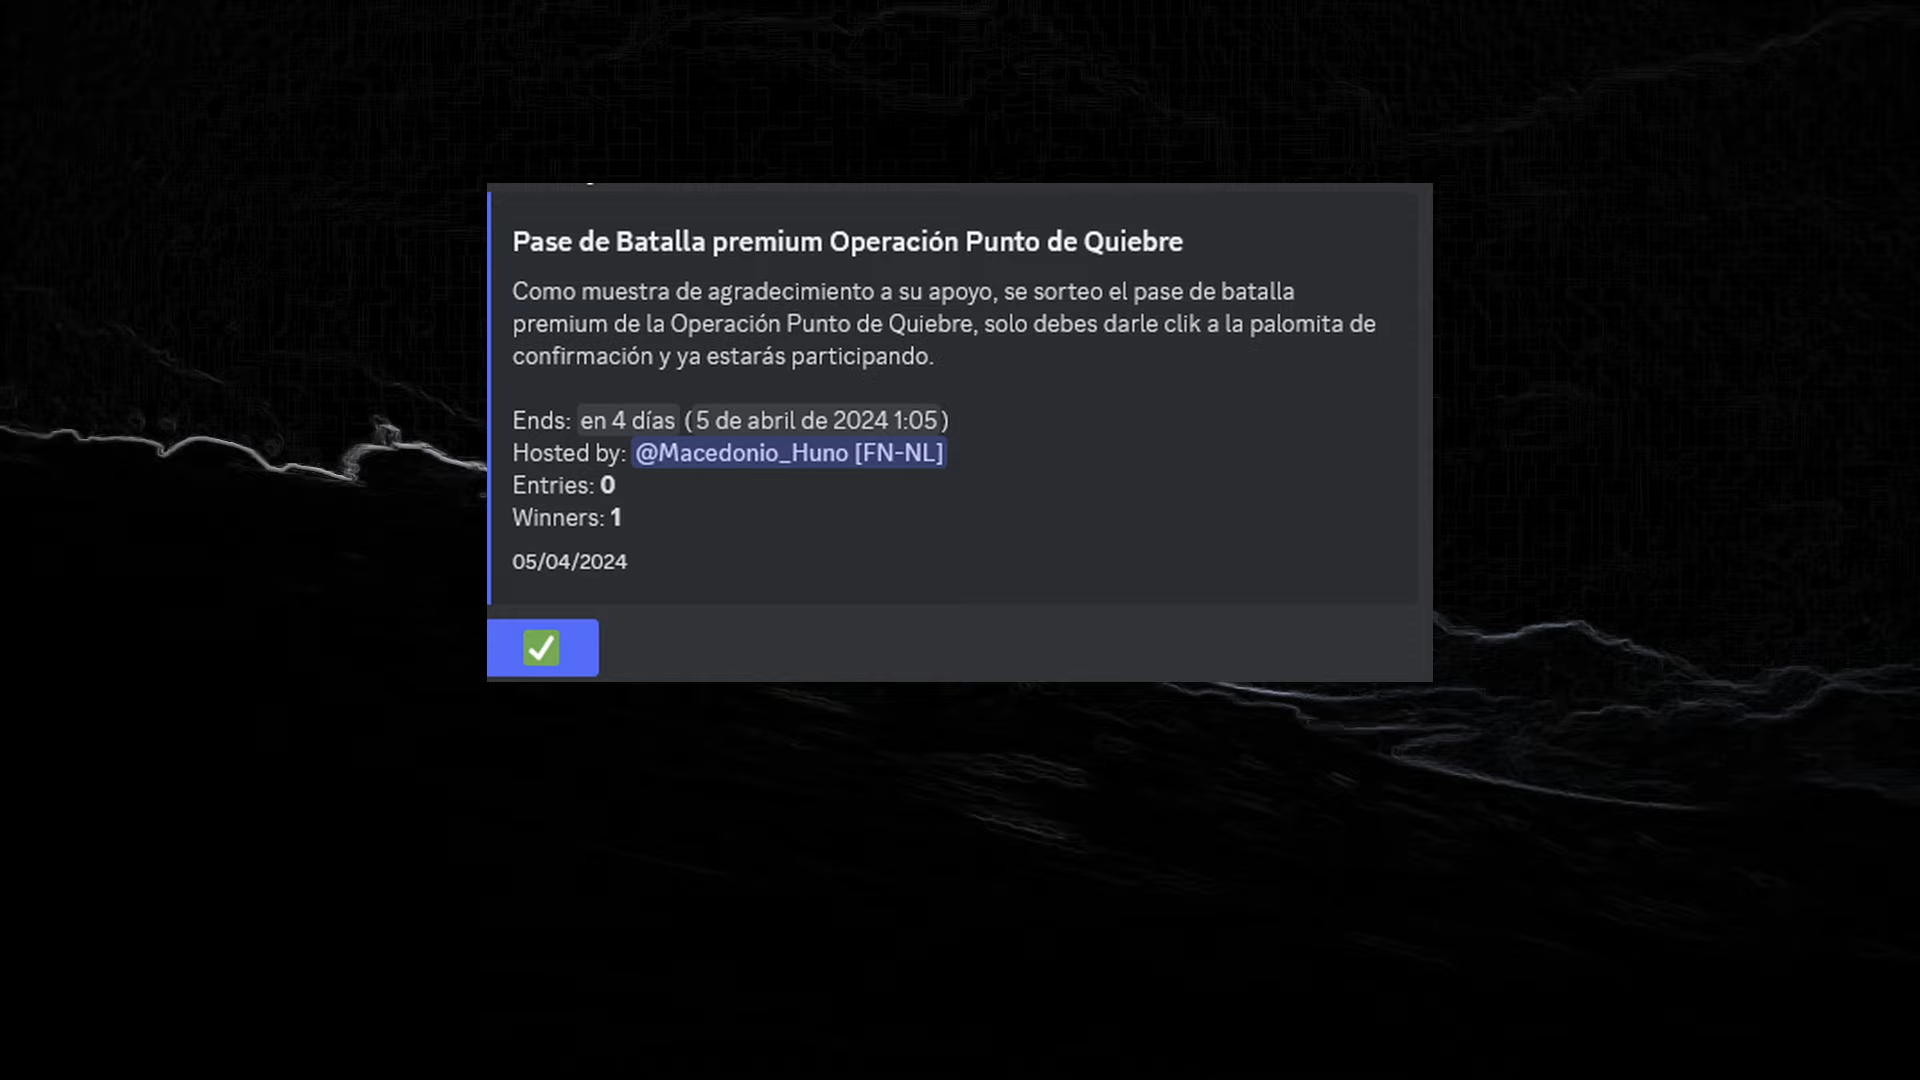 Pase de Batalla premium Operación Punto de Quiebre
Como muestra de agradecimiento a su apoyo, se sorteo el pase de batalla
premium de la Operación Punto de Quiebre, solo debes darle clik a la palomita de
confirmación y ya estarás participando.
Ends: en 4 días (5 de abril de 2024 1:05)
Hosted by: @Macedonio_Huno [FN-NL]
Entries: 0
Winners: 1
05/04/2024